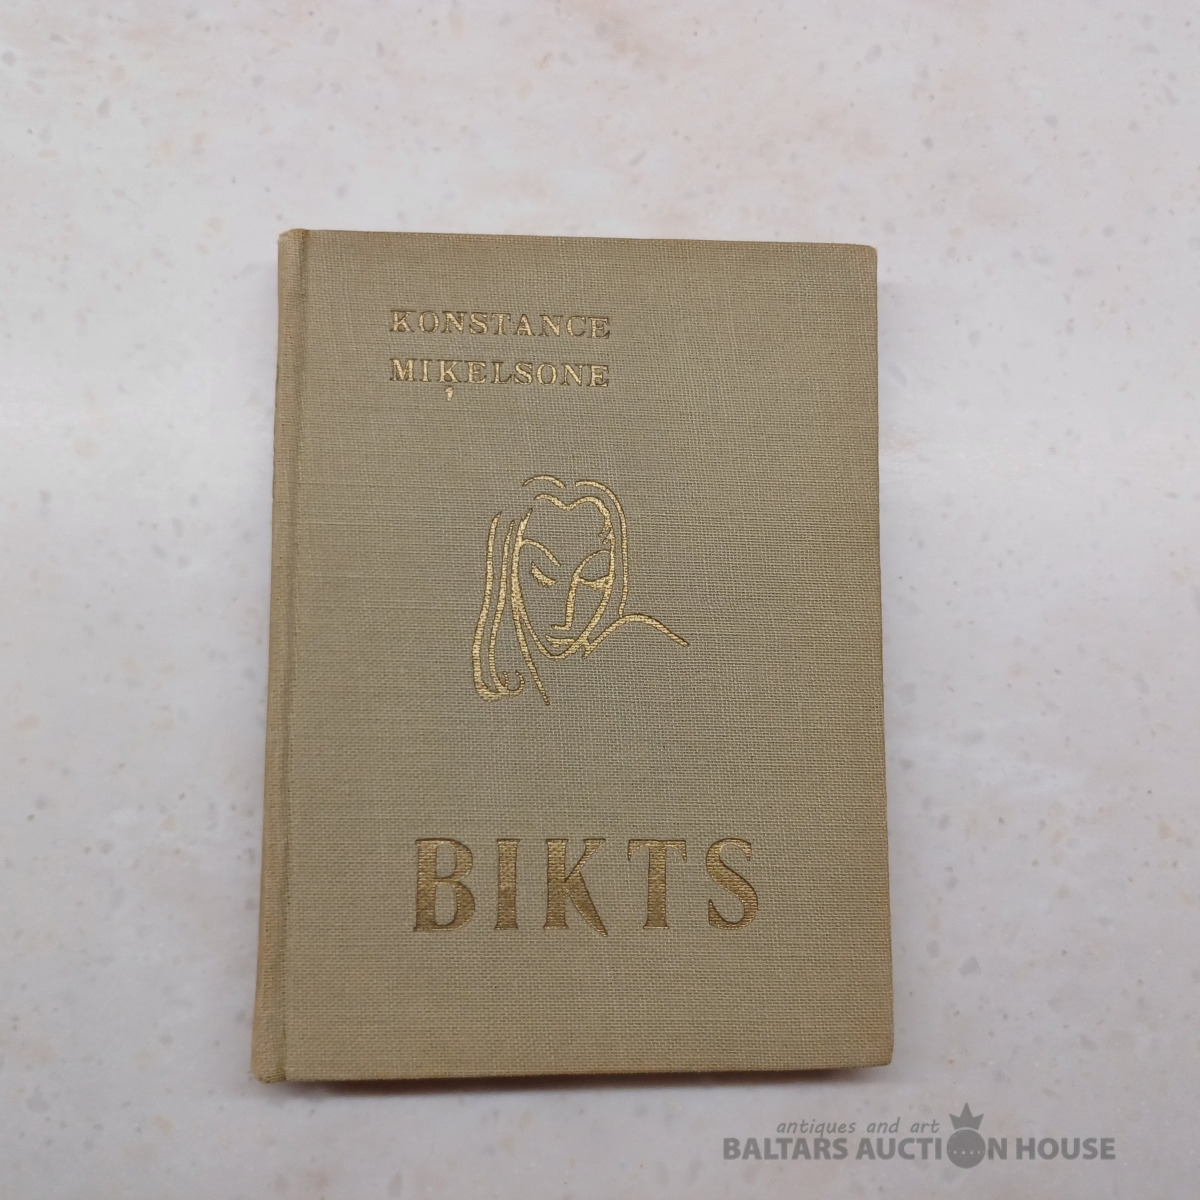 KONSTANCE
MIĶELSONE
BIKTS
antiques and art
BALTARS AUCTION HOUSE